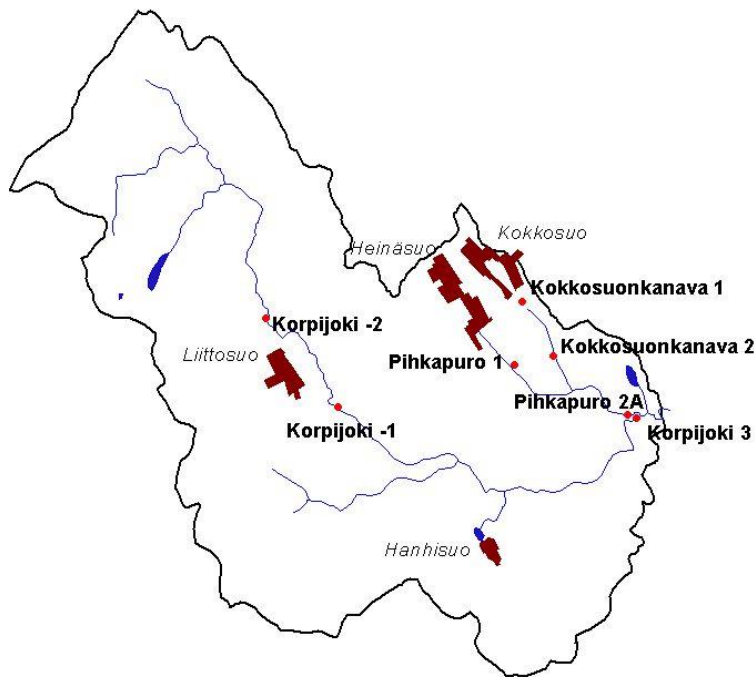 Kokkosuo
Heinäsuo
Kokkosuonkanava 1
Korpijoki -2
Kokkosuonkanava 2
Liittosuo
Pihkapuro 1
Pihkapuro 2A
Korpijoki -1
Korpijoki 3
Hanhisuo